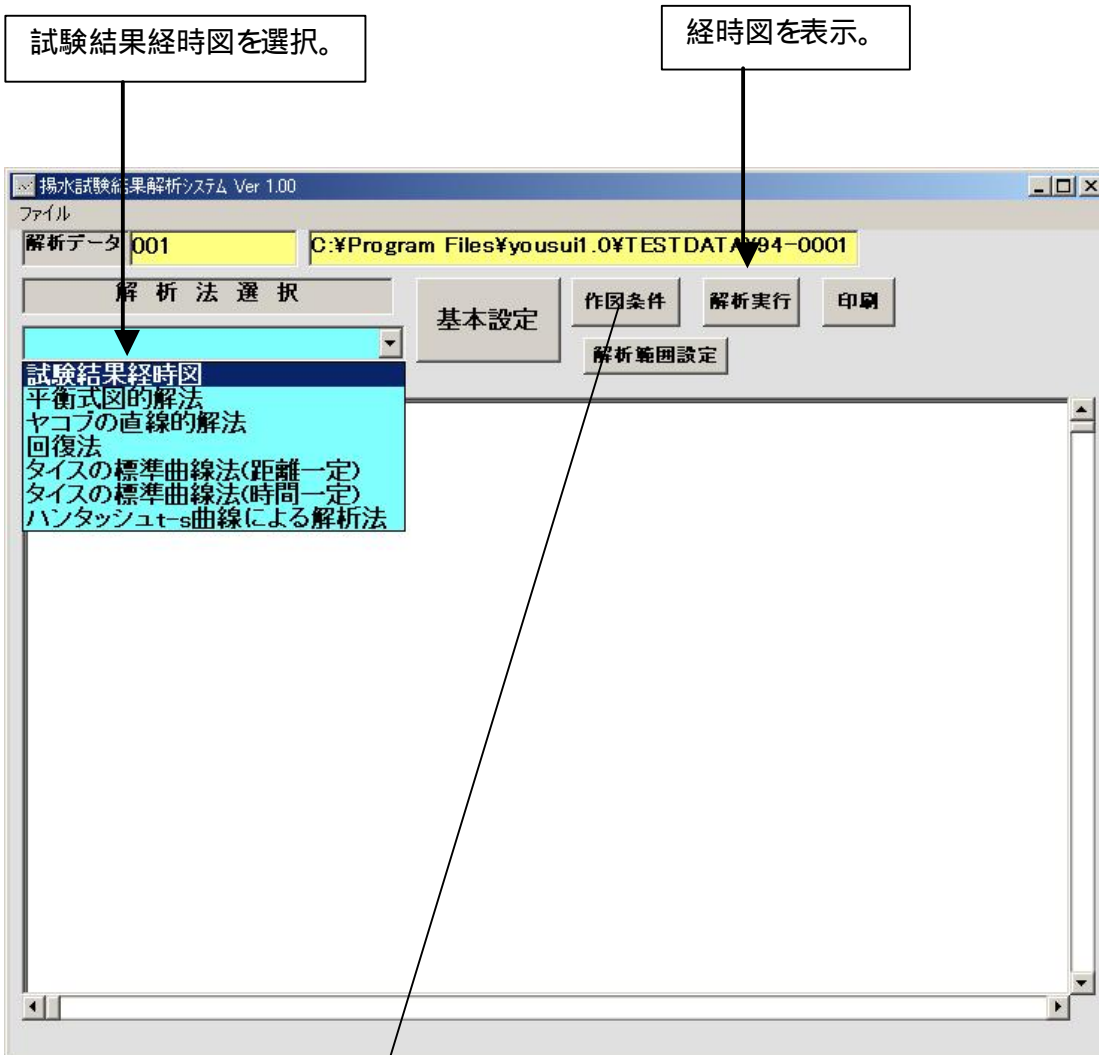 試験結果経時図を選択。
経時図を表示。
揚水試験結果解析システム Ver 1.00
ファイル
解析データ 001 C:¥Program Files¥yousui1.0¥TESTDATA¥94-0001
解 析 法 選 択
基本設定
作図条件
解析実行
印刷
解析範囲設定
試験結果経時図
平衡式図的解法
ヤコブの直線的解法
回復法
タイスの標準曲線法(距離一定)
タイスの標準曲線法(時間一定)
ハンタッシュt-s曲線による解析法